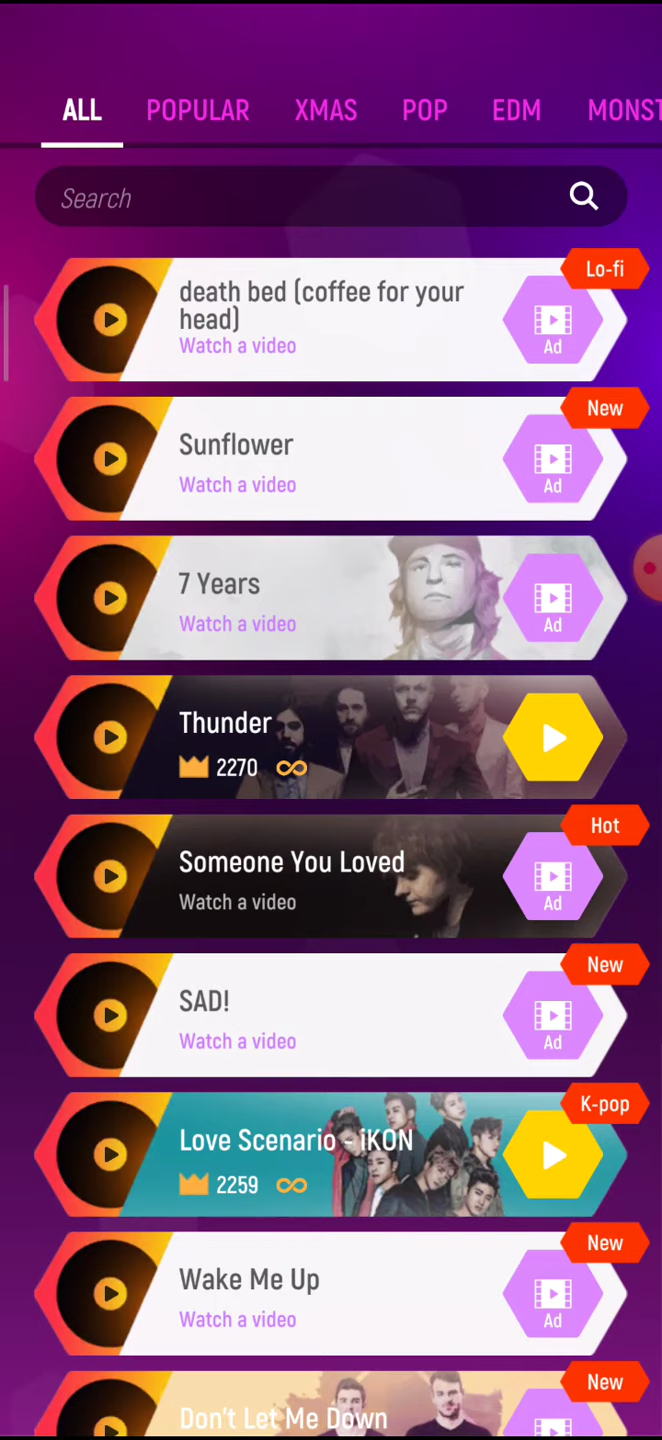 ALL POPULAR XMAS POP EDM MONST
Search
Lo-fi
death bed (coffee for your
head)
Watch a video
Ad
New
Sunflower
Watch a video
Ad
7 Years
Watch a video
Ad
Thunder
2270
Hot
Someone You Loved
Watch a video
Ad
New
SAD!
Watch a video
Ad
K-pop
Love Scenario - iKON
2259
New
Wake Me Up
Watch a video
Ad
New
Don't Let Me Down